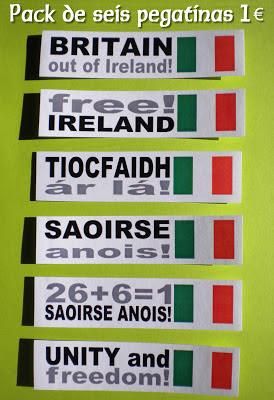 Pack de seis pegatinas 1€
BRITAIN
out of Ireland!
free!
IRELAND
TIOCFAIDH
ár lá!
SAOIRSE
anois!
26+6=1
SAOIRSE ANOIS!
UNITY and
freedom!